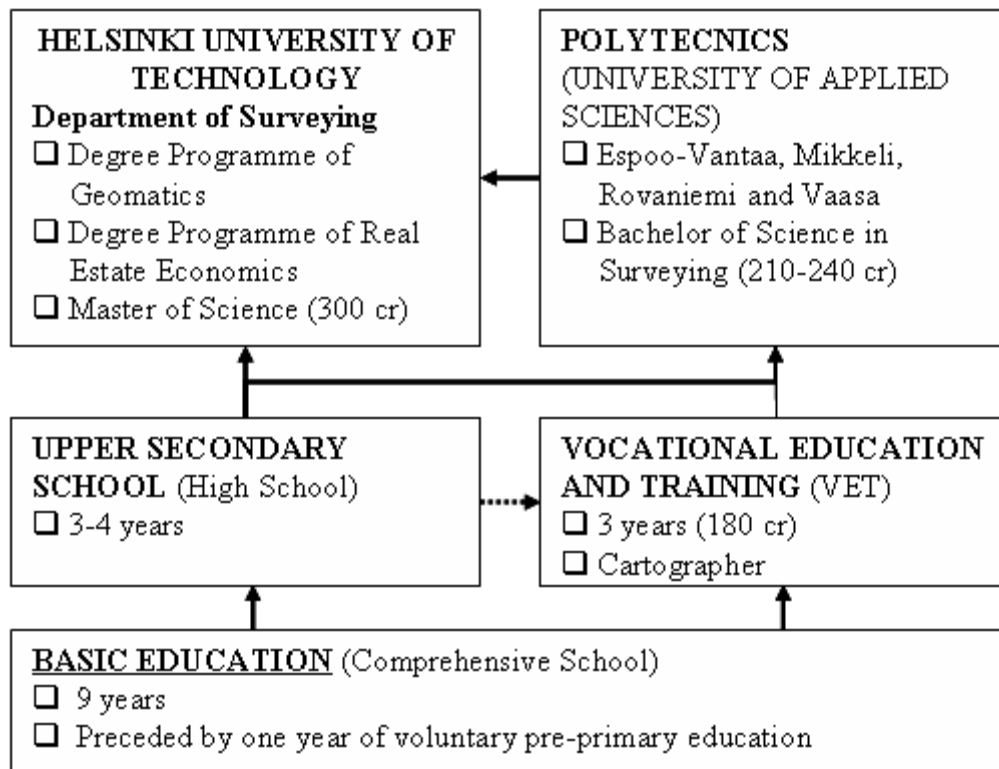 HELSINKI UNIVERSITY OF
TECHNOLOGY
Department of Surveying
❑ Degree Programme of
Geomatics
❑ Degree Programme of Real
Estate Economics
❑ Master of Science (300 cr)
POLYTECNICS
(UNIVERSITY OF APPLIED
SCIENCES)
❑ Espoo-Vantaa, Mikkeli,
Rovaniemi and Vaasa
❑ Bachelor of Science in
Surveying (210-240 cr)
UPPER SECONDARY
SCHOOL (High School)
❑ 3-4 years
VOCATIONAL EDUCATION
AND TRAINING (VET)
❑ 3 years (180 cr)
❑ Cartographer
BASIC EDUCATION (Comprehensive School)
❑ 9 years
❑ Preceded by one year of voluntary pre-primary education